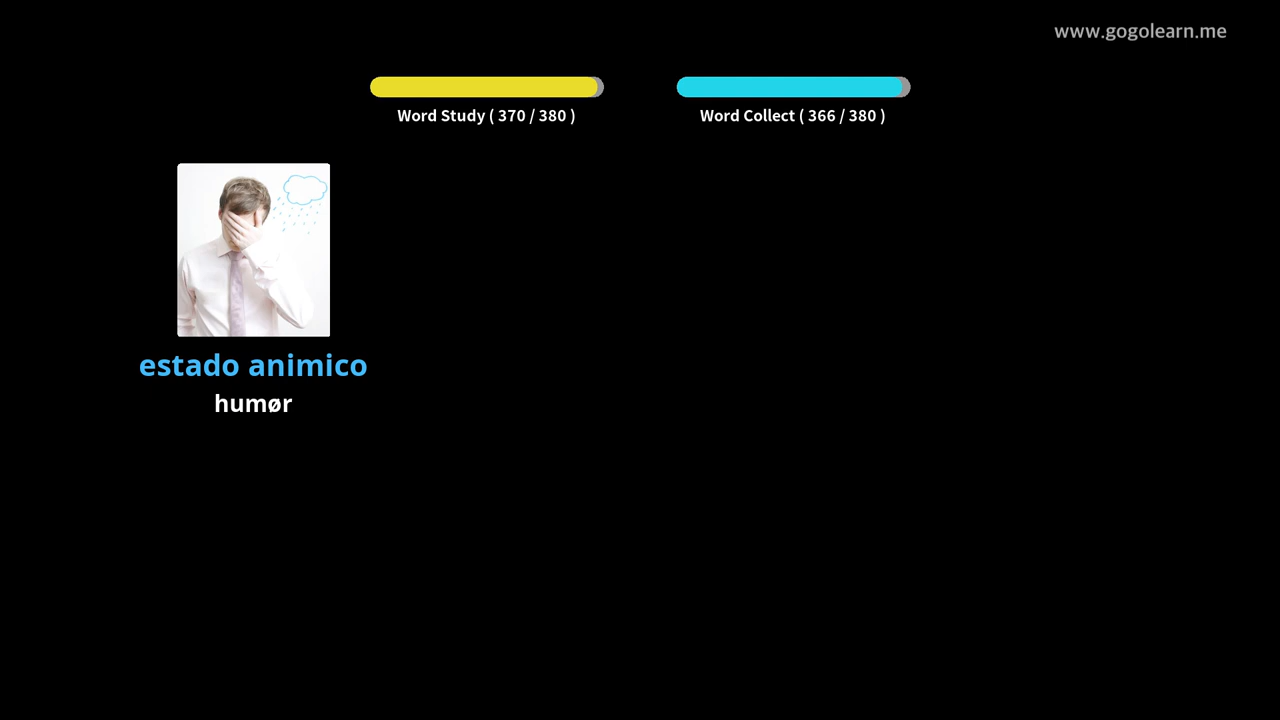 www.gogolearn.me
Word Study ( 370 / 380 )
Word Collect ( 366 / 380 )
estado animico
humør